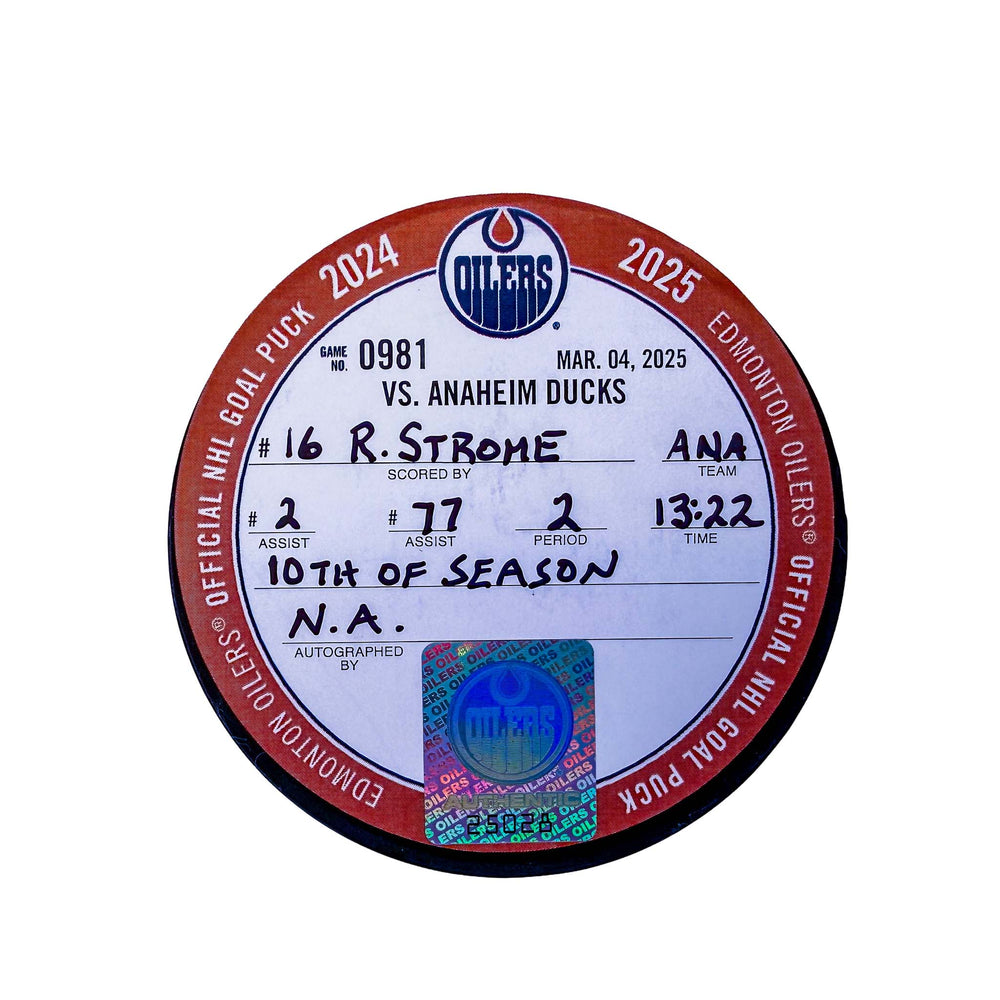 2024 2025
OFFICIAL NHL GOAL PUCK
EDMONTON OILERS®
EDMONTON OILERS®
OFFICIAL NHL GOAL PUCK
OILERS ®
GAME NO. 0981 MAR. 04, 2025
VS. ANAHEIM DUCKS
# 16 R. STROME ANA
SCORED BY TEAM
# 2 # 77 2 13:22
ASSIST ASSIST PERIOD TIME
10TH OF SEASON
N.A.
AUTOGRAPHED
BY
OILERS
AUTHENTIC
25028